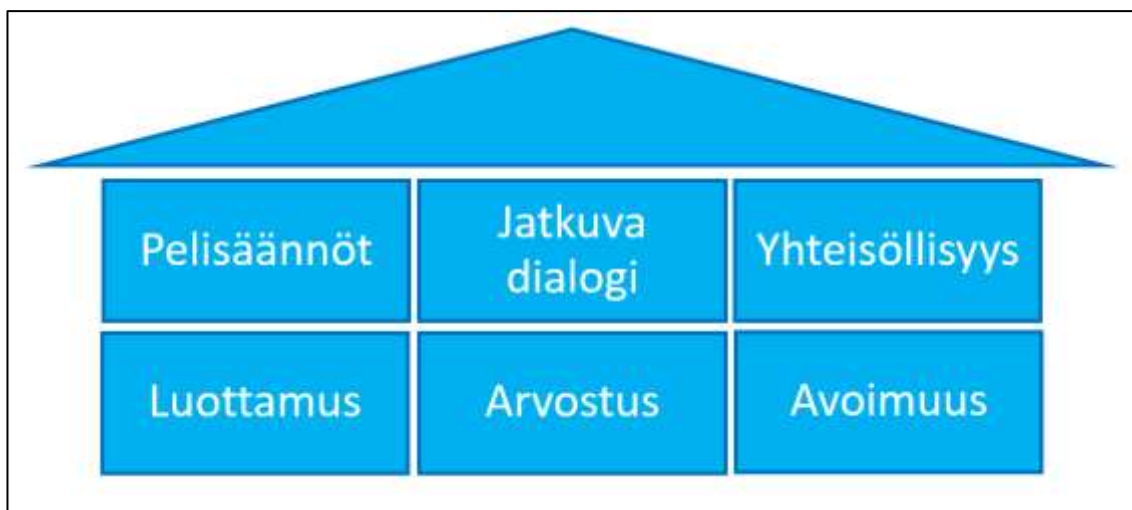 Pelisäännöt
Jatkuva
dialogi
Yhteisöllisyys
Luottamus
Arvostus
Avoimuus